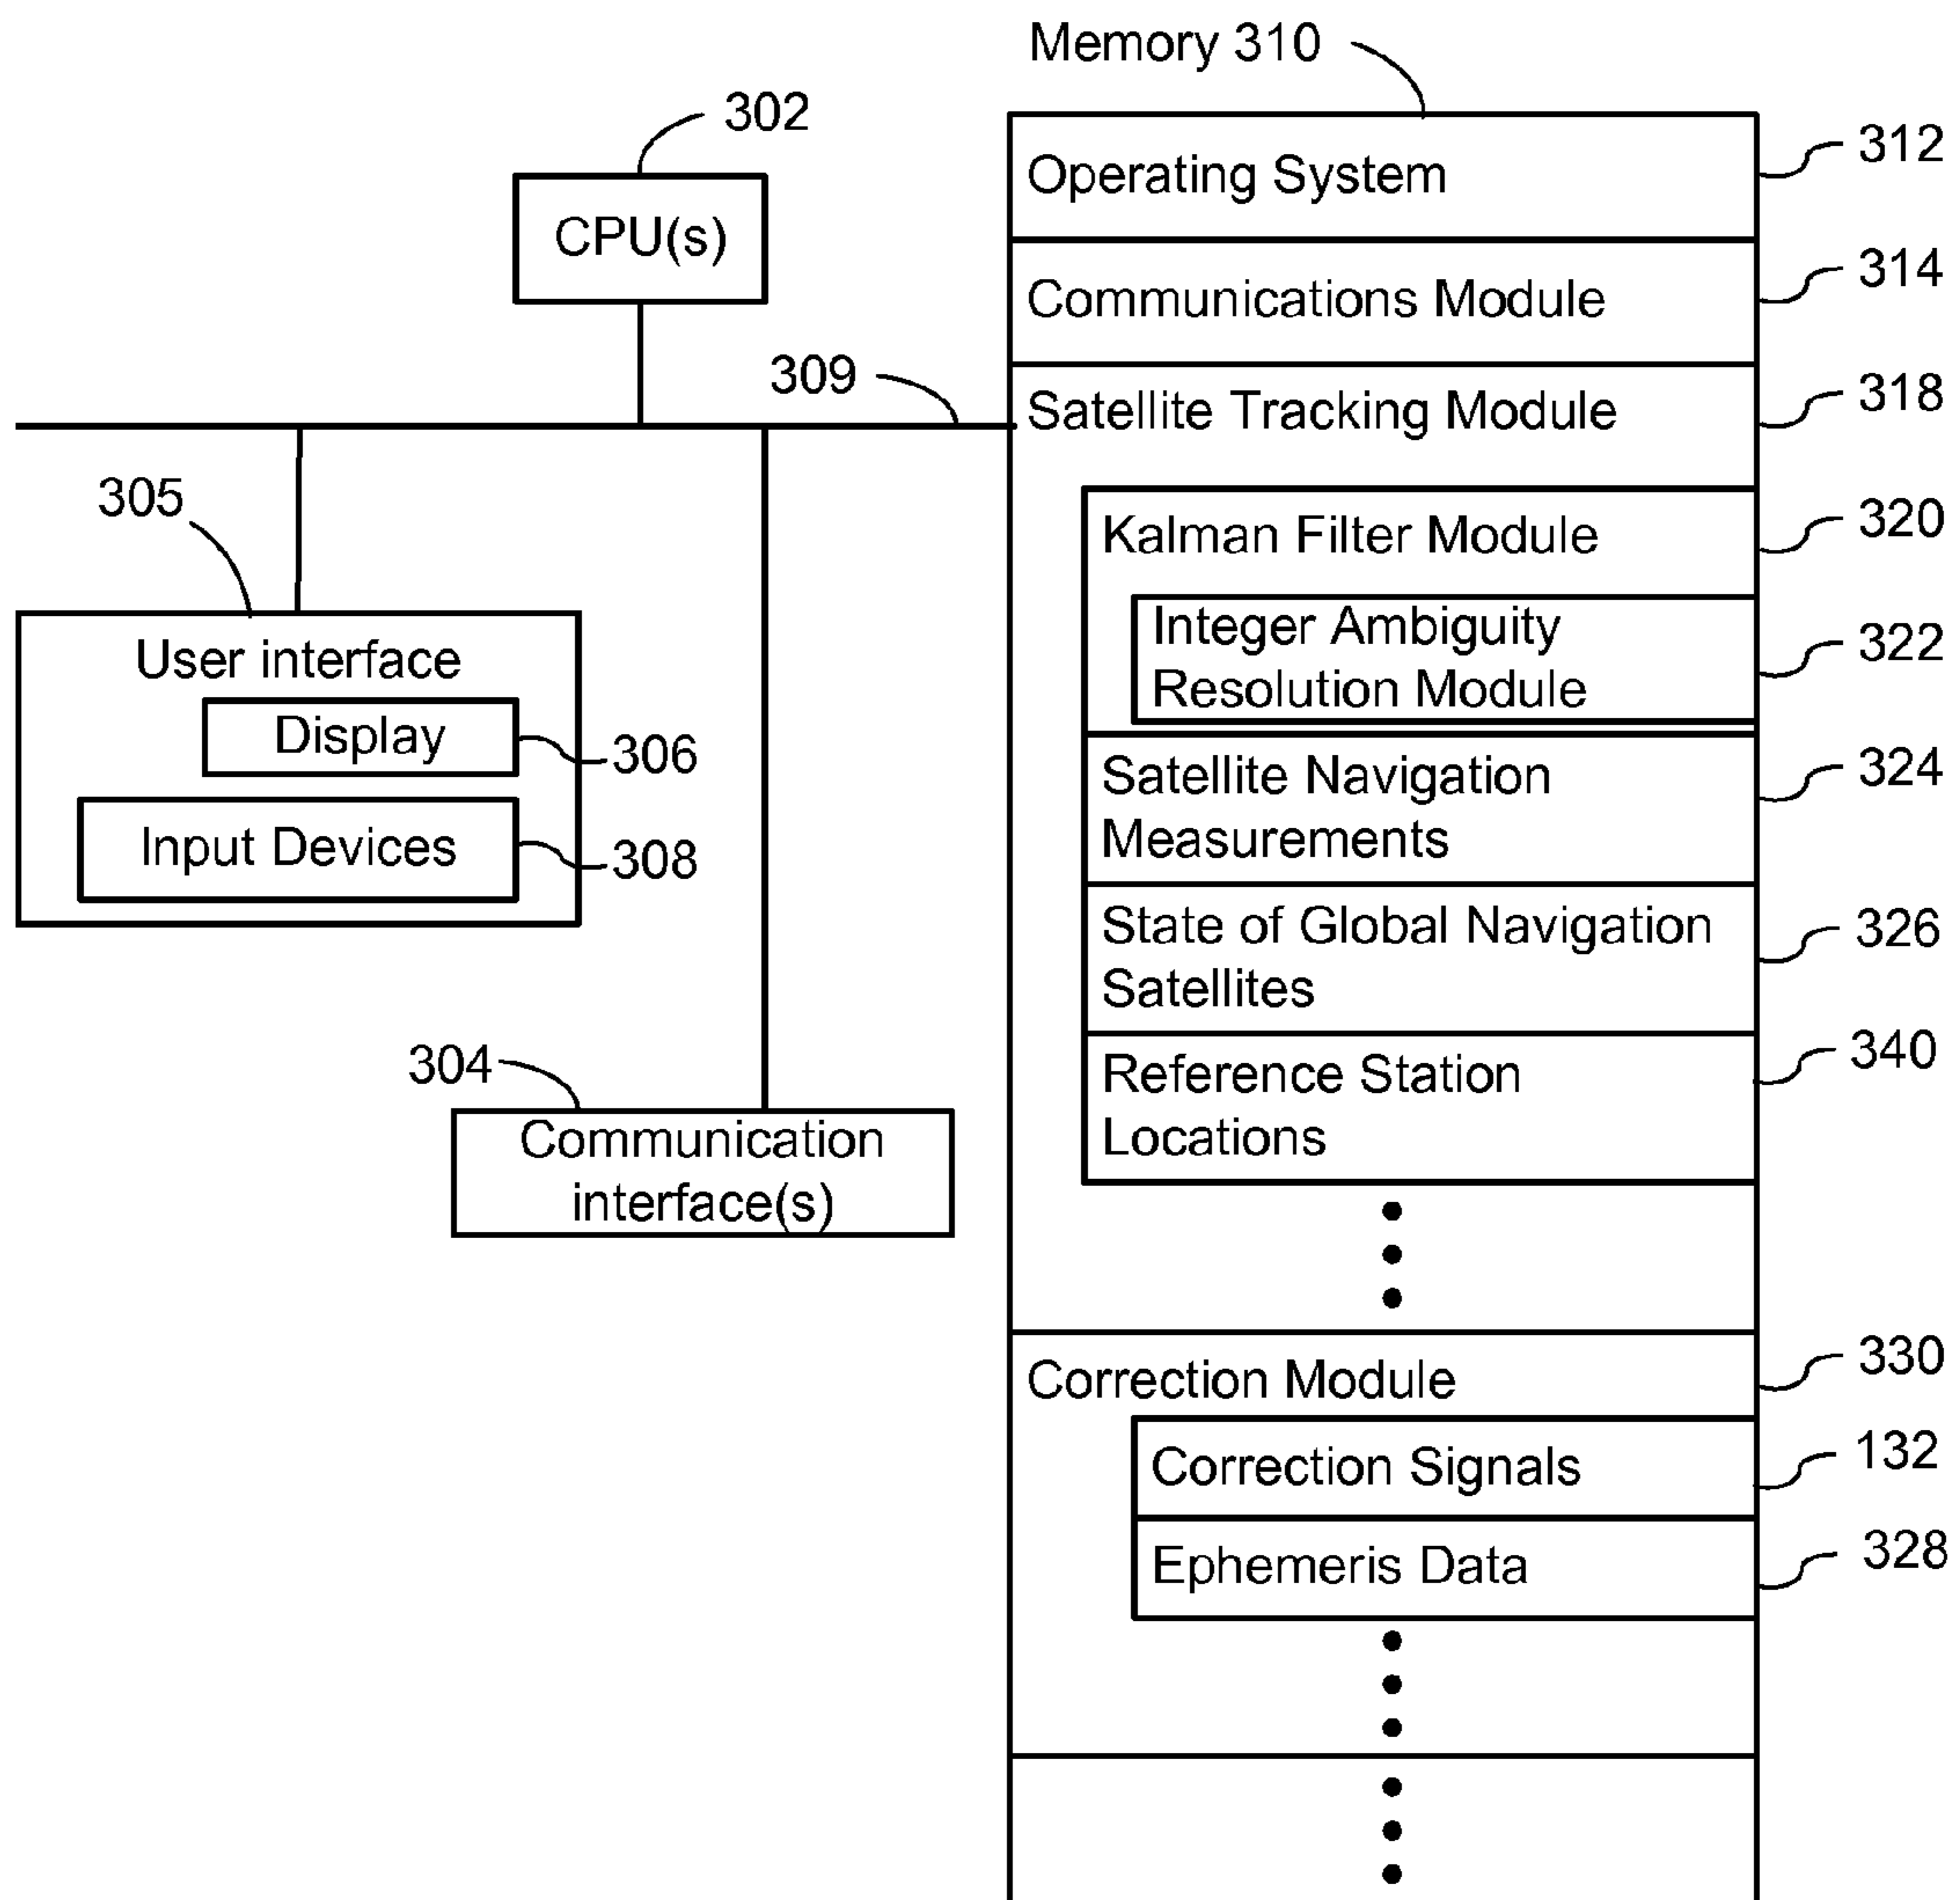 Memory 310
302
CPU(s)
309
305
User interface
Display
306
Input Devices
308
304
Communication
interface(s)
Operating System
312
Communications Module
314
Satellite Tracking Module
318
Kalman Filter Module
320
Integer Ambiguity
Resolution Module
322
Satellite Navigation
Measurements
324
State of Global Navigation
Satellites
326
Reference Station
Locations
340
Correction Module
330
Correction Signals
132
Ephemeris Data
328